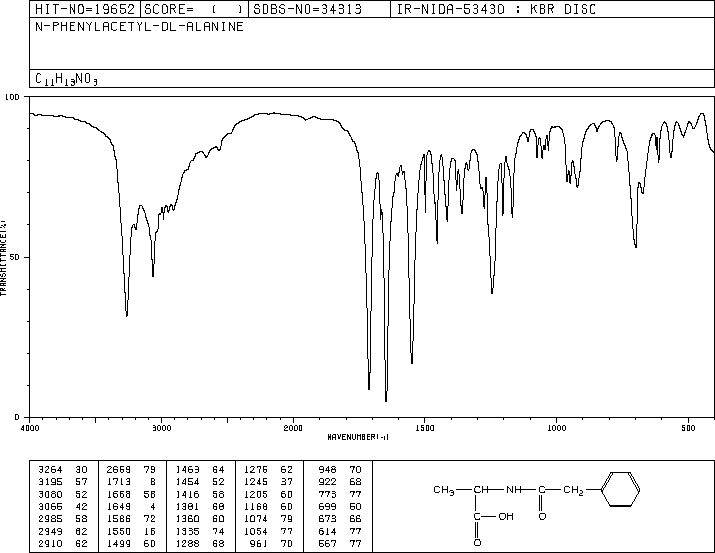 HIT-NO=19652 SCORE= ( ) SDBS-NO=34313 IR-NIDA-53430 : KBR DISC
N-PHENYLACETYL-DL-ALANINE
C11H13NO3
100
TRANSMITTANCE(%)
50
0
4000 3000 2000 1500 1000 500
WAVENUMBER(-1)
3264 30 2669 79 1463 64 1276 62 948 70
3195 57 1713 8 1454 52 1245 37 922 68
3080 52 1668 58 1416 58 1205 60 773 77
3065 42 1649 4 1381 68 1168 60 699 50
2985 58 1586 72 1360 60 1074 79 673 66
2949 62 1550 16 1335 74 1054 77 614 77
2910 62 1499 60 1288 68 961 70 567 77
CH3 CH NH C CH2
C OH O
O